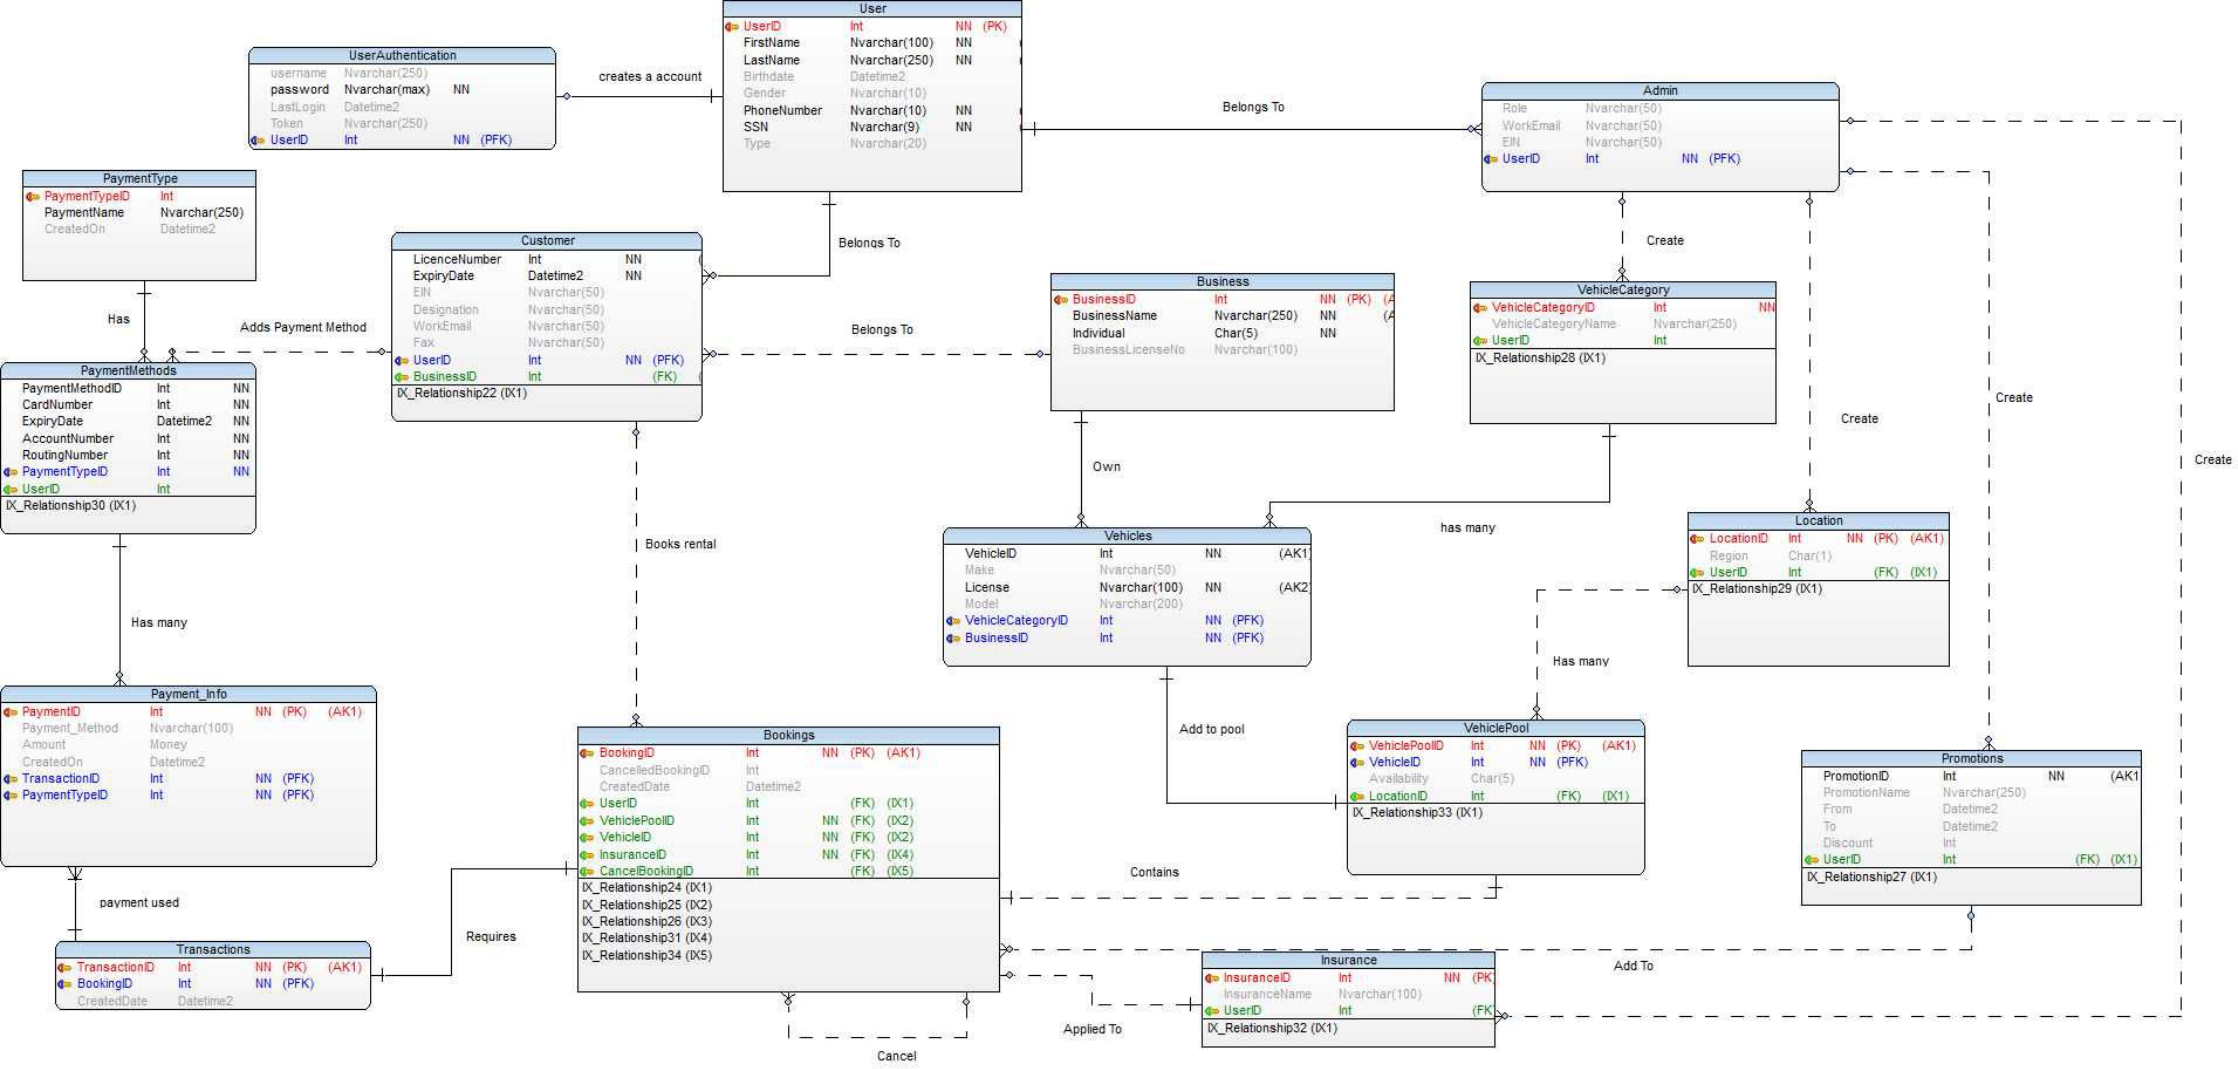 User
UserID Int NN (PK)
FirstName Nvarchar(100) NN
LastName Nvarchar(250) NN
Birthdate Datetime2
Gender Nvarchar(10)
PhoneNumber Nvarchar(10) NN
SSN Nvarchar(9) NN
Type Nvarchar(20)
UserAuthentication
username Nvarchar(250)
password Nvarchar(max) NN
LastLogin Datetime2
Token Nvarchar(250)
UserID Int NN (PFK)
creates a account
Belongs To
Admin
Role Nvarchar(50)
WorkEmail Nvarchar(50)
EIN Nvarchar(50)
UserID Int NN (PFK)
PaymentType
PaymentTypeID Int
PaymentName Nvarchar(250)
CreatedOn Datetime2
Has
Adds Payment Method
Customer
LicenceNumber Int NN (
ExpiryDate Datetime2 NN
EIN Nvarchar(50)
Designation Nvarchar(50)
WorkEmail Nvarchar(50)
Fax Nvarchar(50)
UserID Int NN (PFK)
BusinessID Int (FK) (
IX_Relationship22 (IX1)
Belongs To
Belongs To
Business
BusinessID Int NN (PK) (A
BusinessName Nvarchar(250) NN (A
Individual Char(5) NN
BusinessLicenseNo Nvarchar(100)
Create
VehicleCategory
VehicleCategoryID Int NN
VehicleCategoryName Nvarchar(250)
UserID Int
IX_Relationship28 (IX1)
Create
Create
Create
PaymentMethods
PaymentMethodID Int NN
CardNumber Int NN
ExpiryDate Datetime2 NN
AccountNumber Int NN
RoutingNumber Int NN
PaymentTypeID Int NN
UserID Int
IX_Relationship30 (IX1)
Own
has many
Books rental
Vehicles
VehicleID Int NN (AK1)
Make Nvarchar(50)
License Nvarchar(100) NN (AK2
Model Nvarchar(200)
VehicleCategoryID Int NN (PFK)
BusinessID Int NN (PFK)
Location
LocationID Int NN (PK) (AK1)
Region Char(1)
UserID Int (FK) (IX1)
IX_Relationship29 (IX1)
Has many
Has many
Payment_Info
PaymentID Int NN (PK) (AK1)
Payment_Method Nvarchar(100)
Amount Money
CreatedOn Datetime2
TransactionID Int NN (PFK)
PaymentTypeID Int NN (PFK)
Add to pool
Bookings
BookingID Int NN (PK) (AK1)
CancelledBookingID Int
CreatedDate Datetime2
UserID Int (FK) (IX1)
VehiclePoolID Int NN (FK) (IX2)
VehicleID Int NN (FK) (IX2)
InsuranceID Int NN (FK) (IX4)
CancelBookingID Int (FK) (IX5)
IX_Relationship24 (IX1)
IX_Relationship25 (IX2)
IX_Relationship26 (IX3)
IX_Relationship31 (IX4)
IX_Relationship34 (IX5)
VehiclePool
VehiclePoolID Int NN (PK) (AK1)
VehicleID Int NN (PFK)
Availability Char(5)
LocationID Int (FK) (IX1)
IX_Relationship33 (IX1)
Promotions
PromotionID Int NN (AK1
PromotionName Nvarchar(250)
From Datetime2
To Datetime2
Discount Int
UserID Int (FK) (IX1)
IX_Relationship27 (IX1)
Contains
payment used
Requires
Transactions
TransactionID Int NN (PK) (AK1)
BookingID Int NN (PFK)
CreatedDate Datetime2
Add To
Insurance
InsuranceID Int NN (PK
InsuranceName Nvarchar(100)
UserID Int (FK
IX_Relationship32 (IX1)
Applied To
Cancel